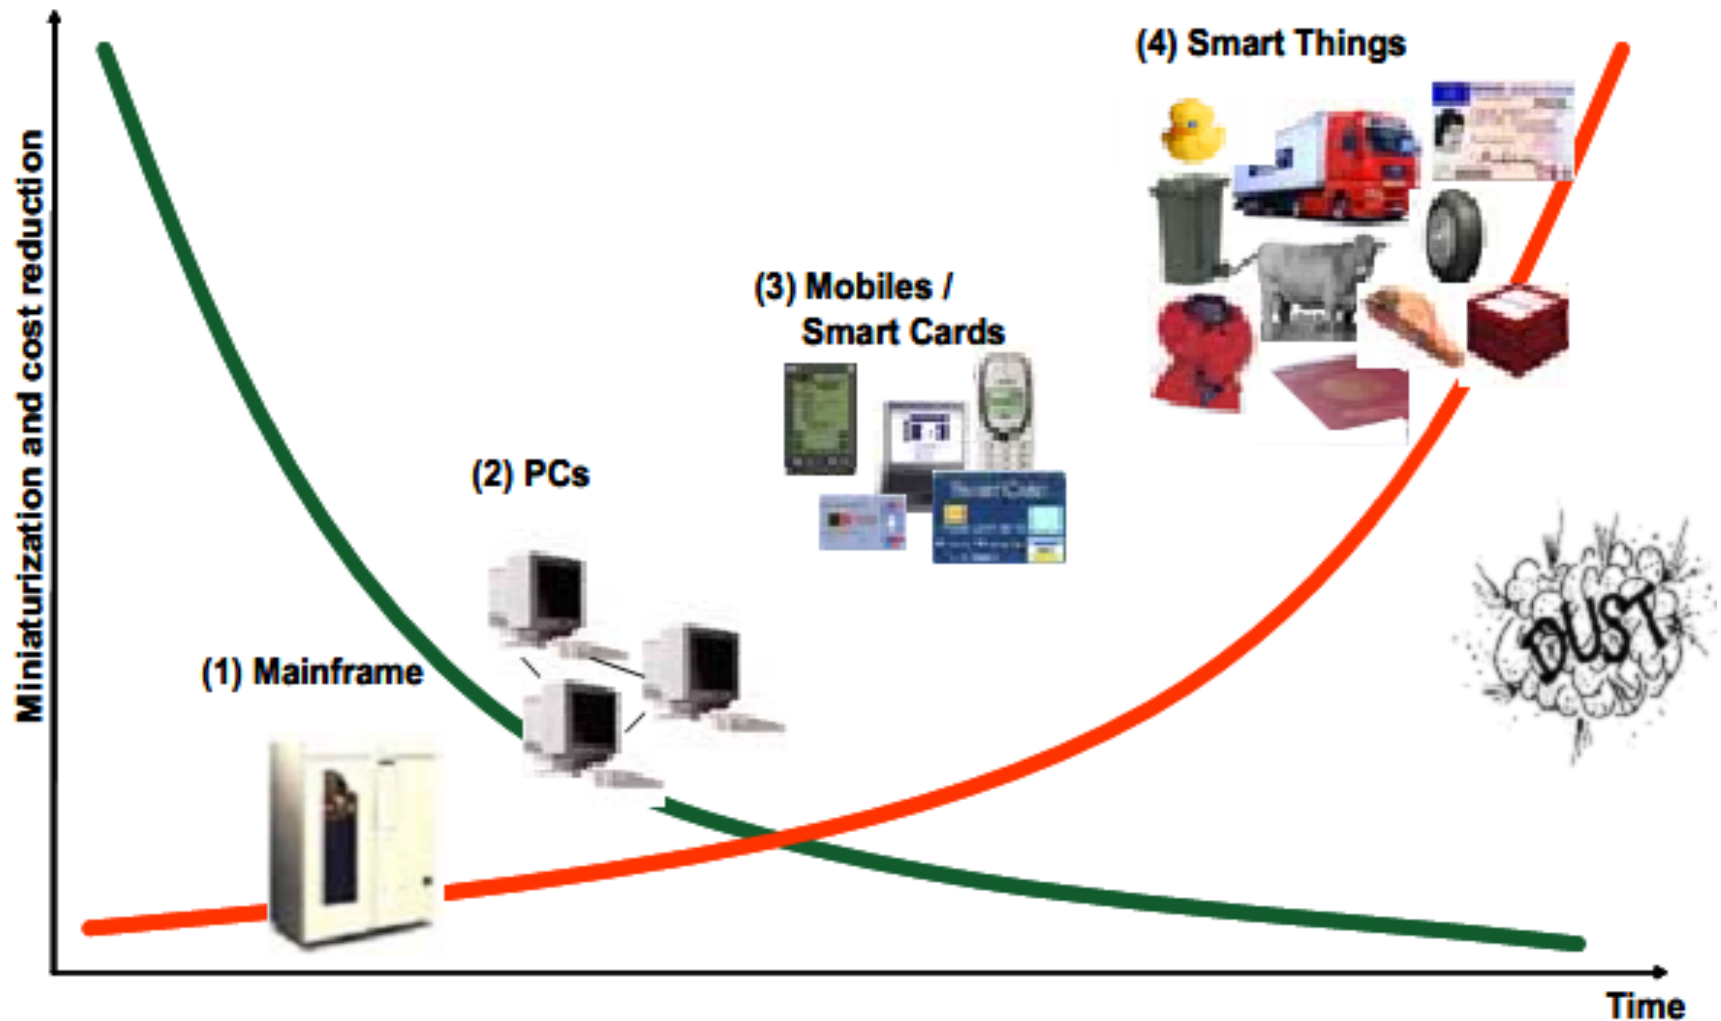 Miniaturization and cost reduction
(1) Mainframe
(2) PCs
(3) Mobiles /
Smart Cards
(4) Smart Things
DUST
Time